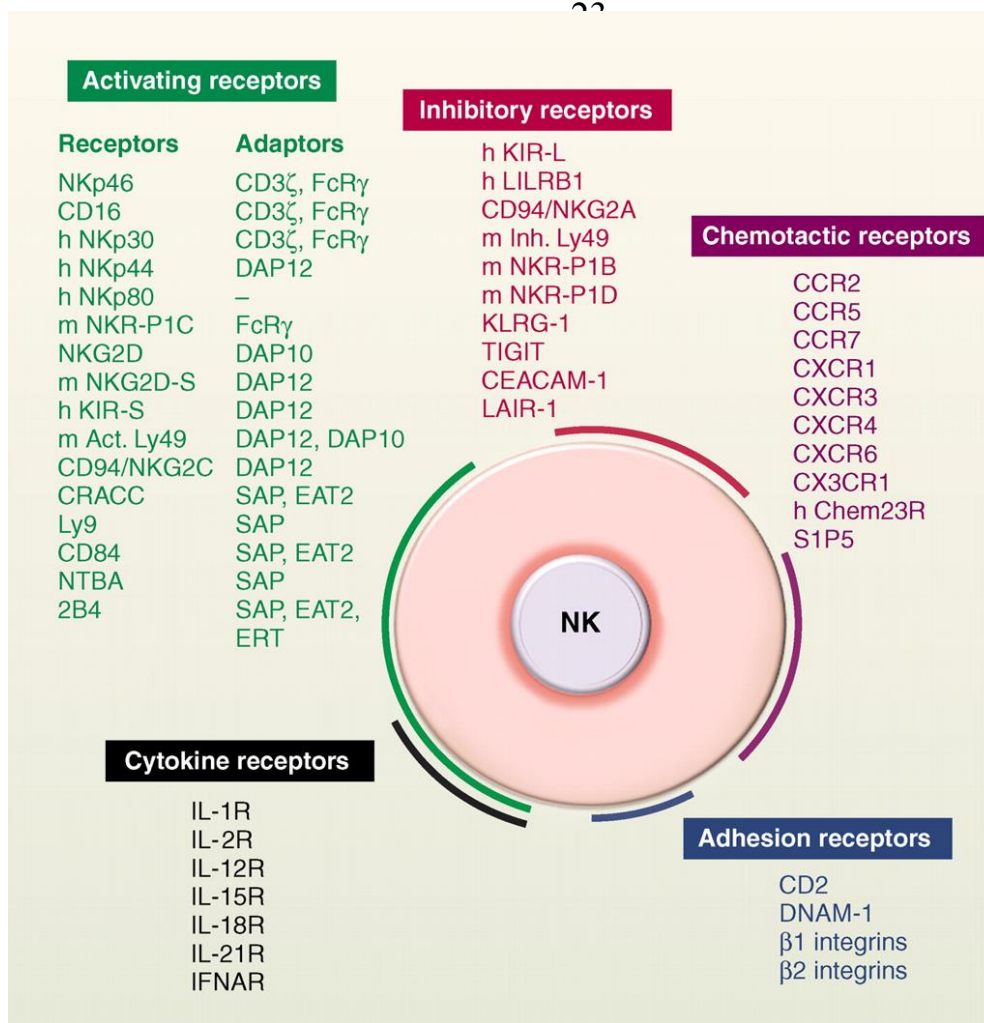 23
Activating receptors
Receptors Adaptors
NKp46 CD3ζ, FcRγ
CD16 CD3ζ, FcRγ
h NKp30 CD3ζ, FcRγ
h NKp44 DAP12
h NKp80 –
m NKR-P1C FcRγ
NKG2D DAP10
m NKG2D-S DAP12
h KIR-S DAP12
m Act. Ly49 DAP12, DAP10
CD94/NKG2C DAP12
CRACC SAP, EAT2
Ly9 SAP
CD84 SAP, EAT2
NTBA SAP
2B4 SAP, EAT2,
ERT
Inhibitory receptors
h KIR-L
h LILRB1
CD94/NKG2A
m Inh. Ly49
m NKR-P1B
m NKR-P1D
KLRG-1
TIGIT
CEACAM-1
LAIR-1
Chemotactic receptors
CCR2
CCR5
CCR7
CXCR1
CXCR3
CXCR4
CXCR6
CX3CR1
h Chem23R
S1P5
NK
Cytokine receptors
IL-1R
IL-2R
IL-12R
IL-15R
IL-18R
IL-21R
IFNAR
Adhesion receptors
CD2
DNAM-1
β1 integrins
β2 integrins